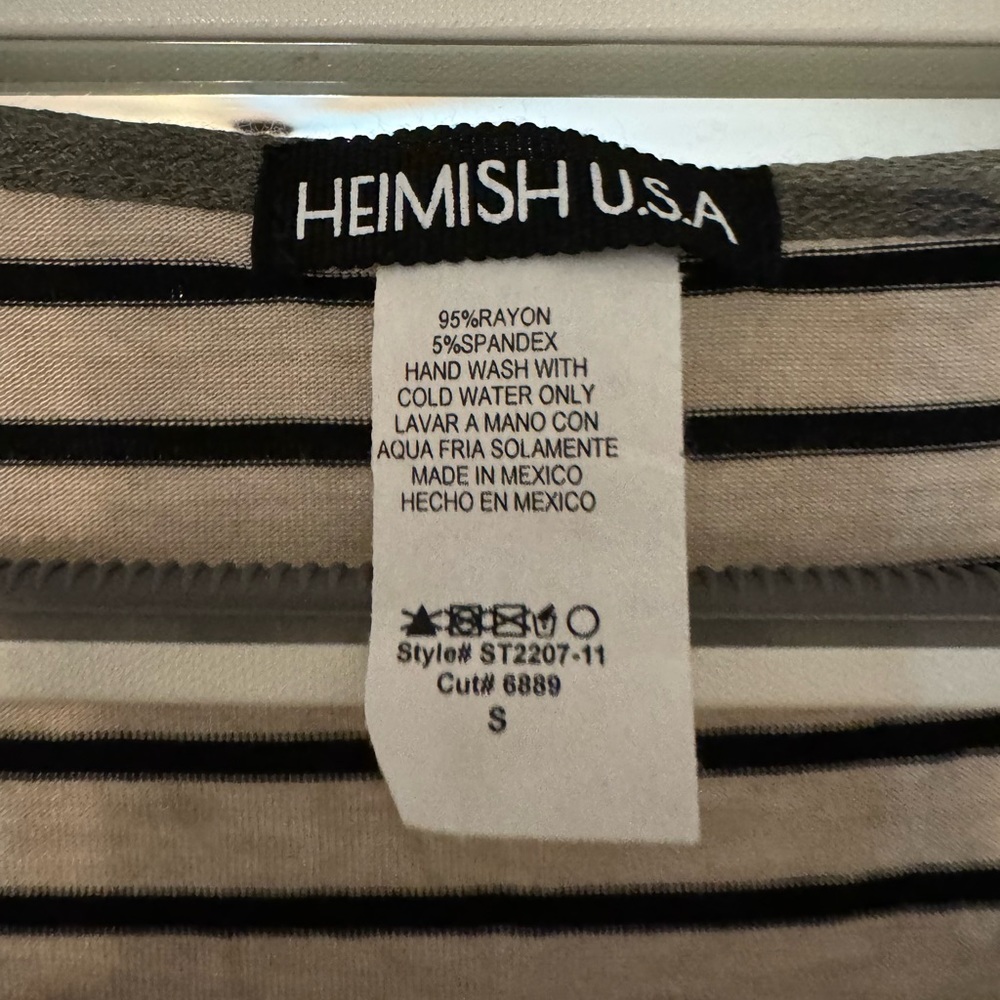 HEIMISH U.S.A
95%RAYON
5%SPANDEX
HAND WASH WITH
COLD WATER ONLY
LAVAR A MANO CON
AQUA FRIA SOLAMENTE
MADE IN MEXICO
HECHO EN MEXICO
Style# ST2207-11
Cut# 6889
S